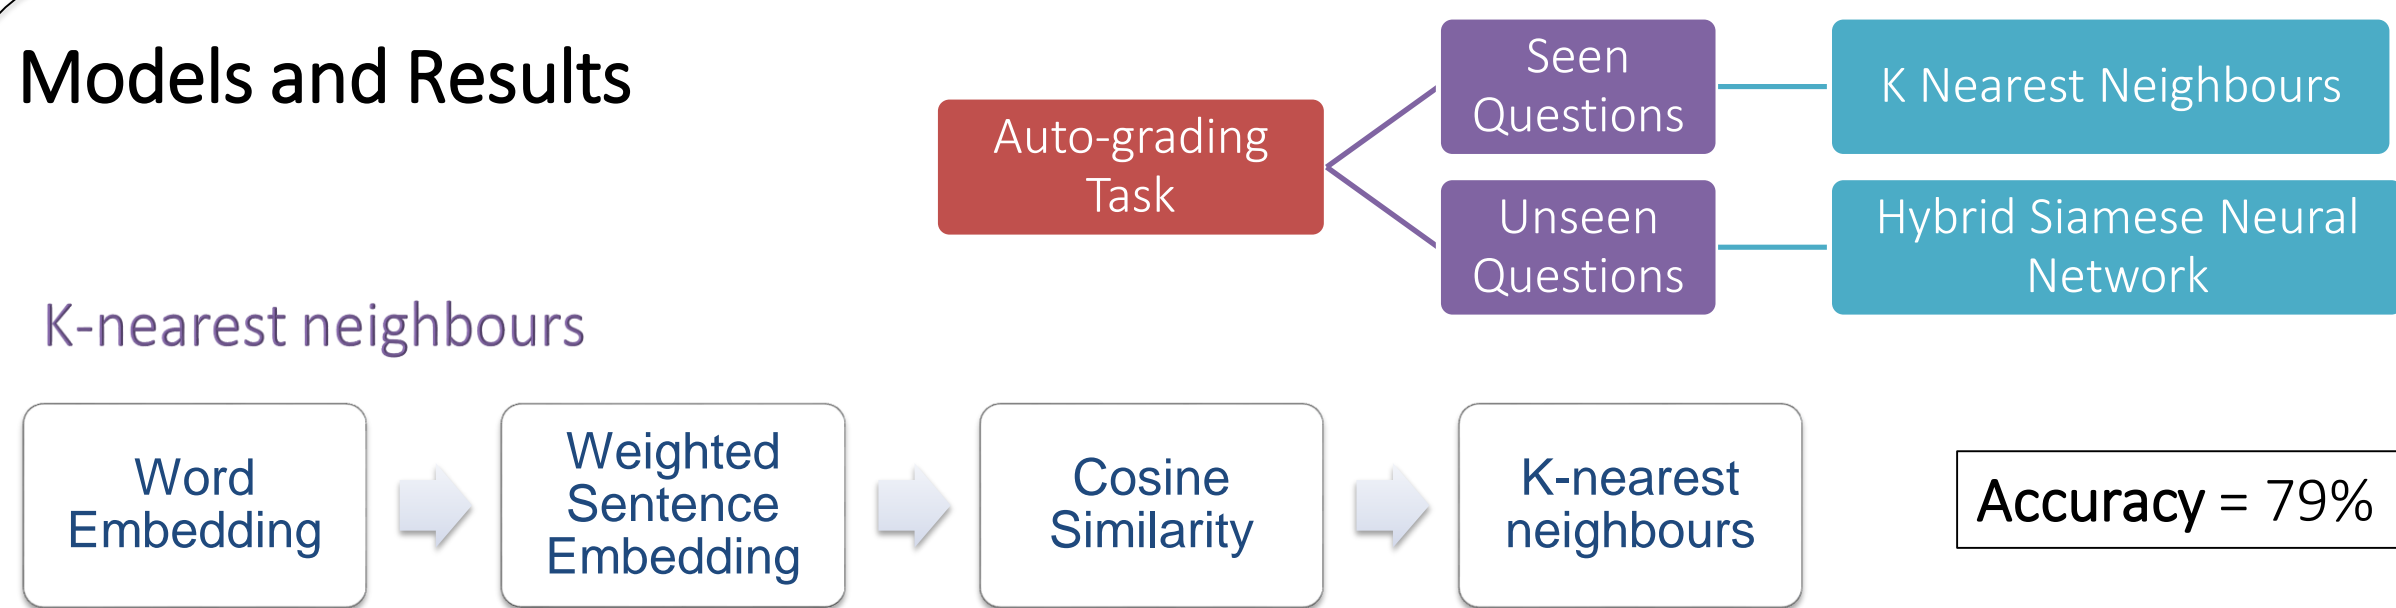 Models and Results
Auto-grading
Task
Seen
Questions
K Nearest Neighbours
Unseen
Questions
Hybrid Siamese Neural
Network
K-nearest neighbours
Word
Embedding
Weighted
Sentence
Embedding
Cosine
Similarity
K-nearest
neighbours
Accuracy = 79%